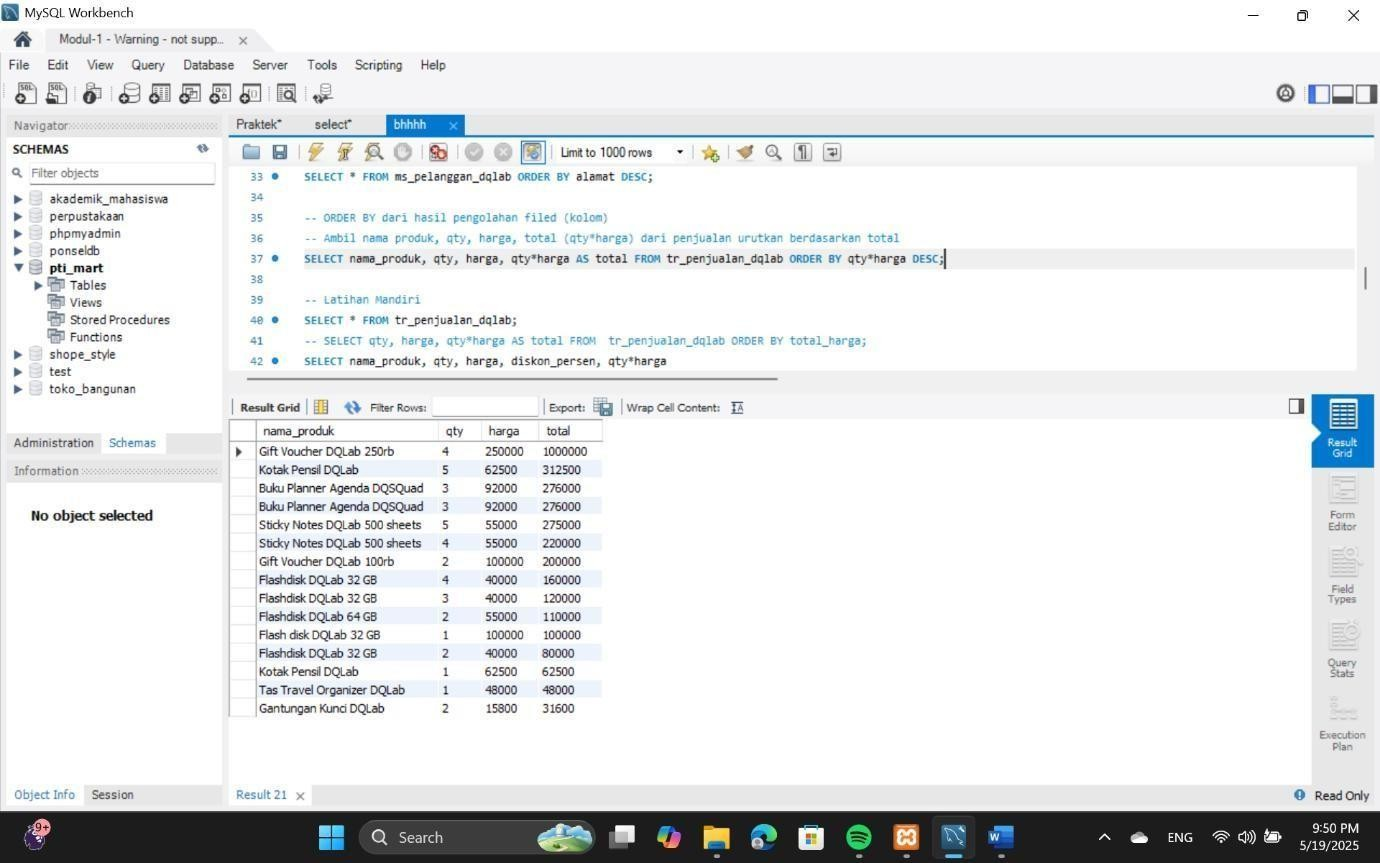 MySQL Workbench
Modul-1 - Warning - not supp...
File Edit View Query Database Server Tools Scripting Help
Navigator
SCHEMAS
Filter objects
akademik_mahasiswa
perpustakaan
phpmyadmin
ponseldb
pti_mart
Tables
Views
Stored Procedures
Functions
shope_style
test
toko_bangunan
Administration Schemas
Information
No object selected
Object Info Session
Praktek* select* bhhhh
Limit to 1000 rows
33 SELECT * FROM ms_pelanggan_dqlab ORDER BY alamat DESC;
34
35 -- ORDER BY dari hasil pengolahan filed (kolom)
36 -- Ambil nama produk, qty, harga, total (qty*harga) dari penjualan urutkan berdasarkan total
37 SELECT nama_produk, qty, harga, qty*harga AS total FROM tr_penjualan_dqlab ORDER BY qty*harga DESC;
38
39 -- Latihan Mandiri
40 SELECT * FROM tr_penjualan_dqlab;
41 -- SELECT qty, harga, qty*harga AS total FROM  tr_penjualan_dqlab ORDER BY total_harga;
42 SELECT nama_produk, qty, harga, diskon_persen, qty*harga
Result Grid Filter Rows: Export: Wrap Cell Content:
nama_produk qty harga total
Gift Voucher DQLab 250rb 4 250000 1000000
Kotak Pensil DQLab 5 62500 312500
Buku Planner Agenda DQSQuad 3 92000 276000
Buku Planner Agenda DQSQuad 3 92000 276000
Sticky Notes DQLab 500 sheets 5 55000 275000
Sticky Notes DQLab 500 sheets 4 55000 220000
Gift Voucher DQLab 100rb 2 100000 200000
Flashdisk DQLab 32 GB 4 40000 160000
Flashdisk DQLab 32 GB 3 40000 120000
Flashdisk DQLab 64 GB 2 55000 110000
Flash disk DQLab 32 GB 1 100000 100000
Flashdisk DQLab 32 GB 2 40000 80000
Kotak Pensil DQLab 1 62500 62500
Tas Travel Organizer DQLab 1 48000 48000
Gantungan Kunci DQLab 2 15800 31600
Result
Grid
Form
Editor
Field
Types
Query
Stats
Execution
Plan
Result 21
Read Only
9+
Search
ENG
9:50 PM
5/19/2025